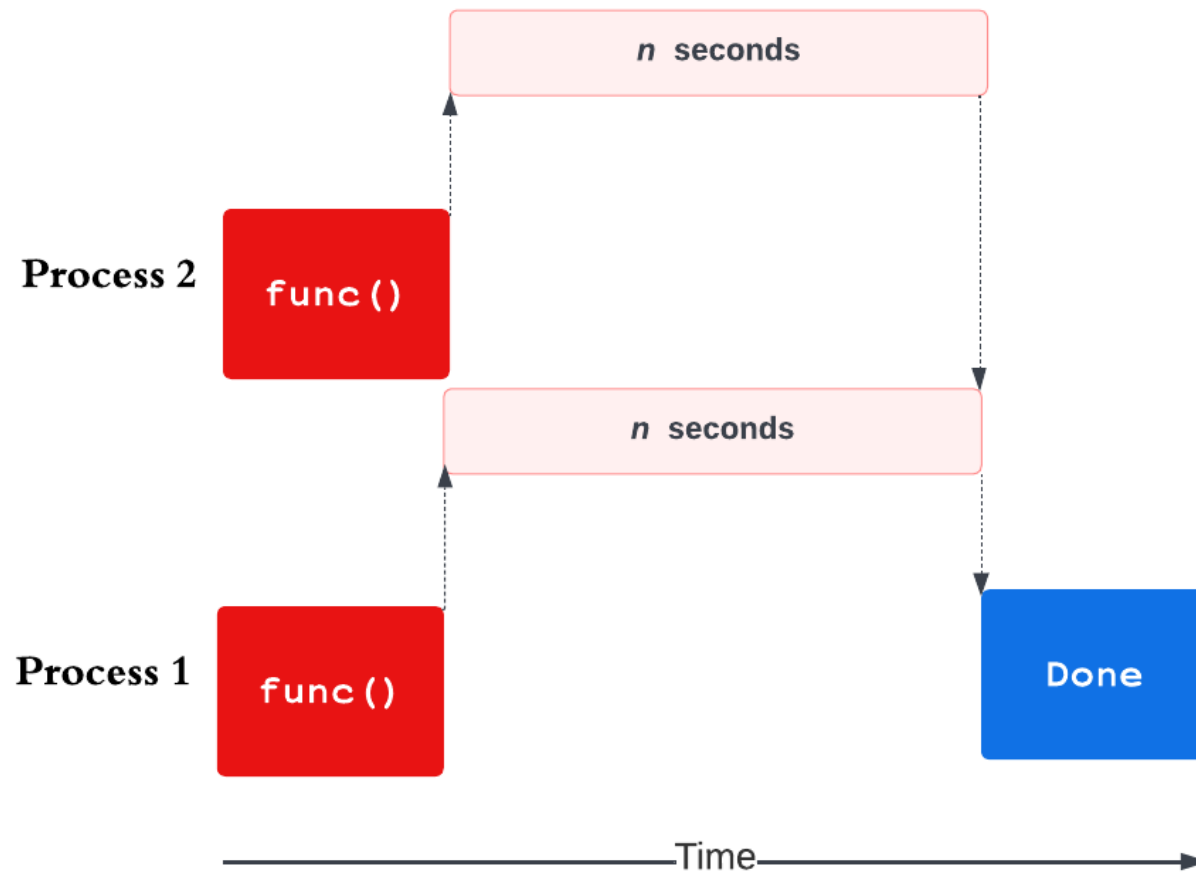 n seconds
Process 2
func()
n seconds
Process 1
func()
Done
Time